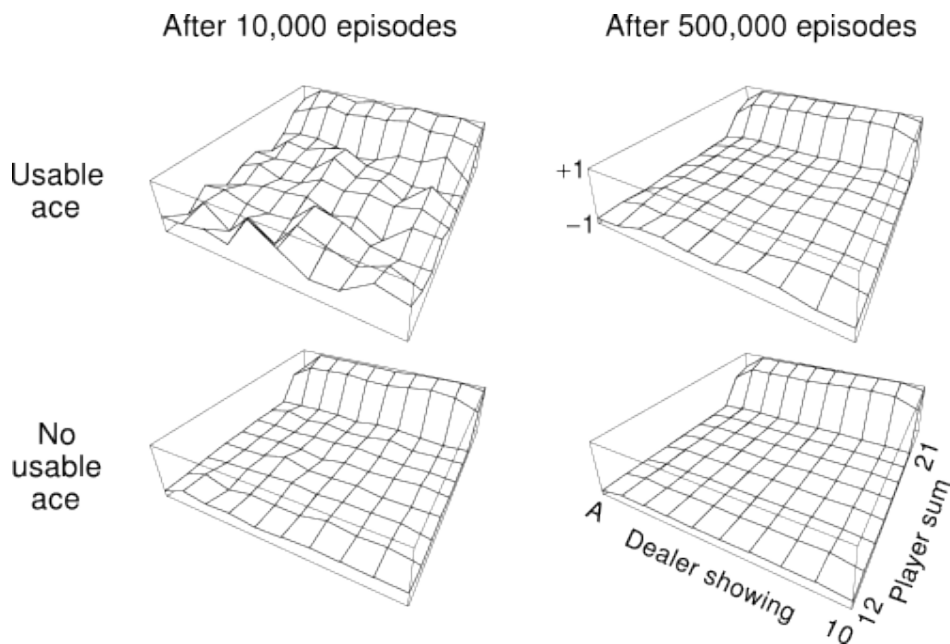 After 10,000 episodes
After 500,000 episodes
Usable
ace
+1
−1
No
usable
ace
A
Dealer showing
10
12
Player sum
21